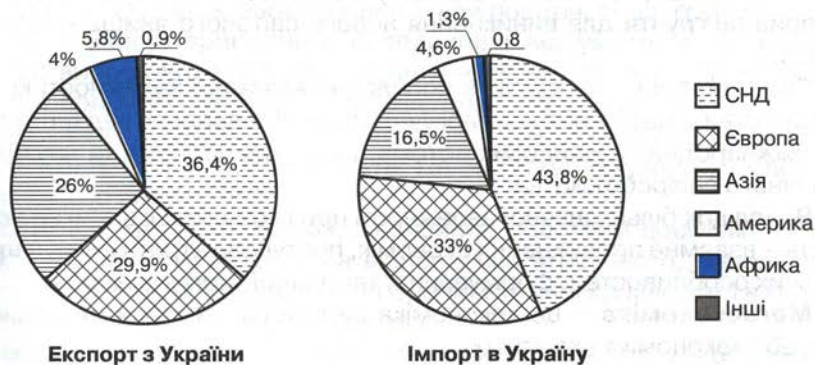 5,8%
0,9%
4%
36,4%
26%
29,9%
Експорт з України
1,3%
0,8
4,6%
16,5%
43,8%
33%
Імпорт в Україну
СНД
Європа
Азія
Америка
Африка
Інші